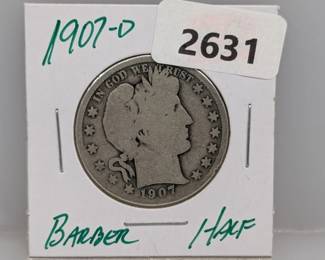 1907-O
2631
IN GOD WE TRUST
1907
BARBER HALF